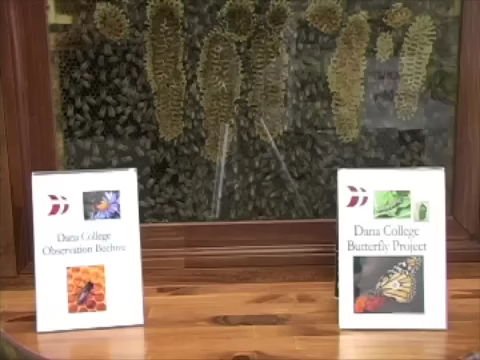 Dana College
Observation Beehive
Dana College
Butterfly Project